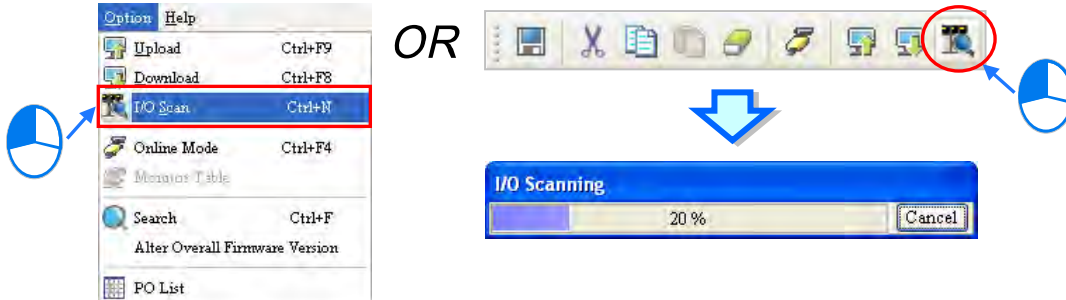 Option Help
Upload Ctrl+F9
Download Ctrl+F8
I/O Scan Ctrl+N
Online Mode Ctrl+F4
Monitor Table
Search Ctrl+F
Alter Overall Firmware Version
PO List
OR
I/O Scanning
20 %
Cancel